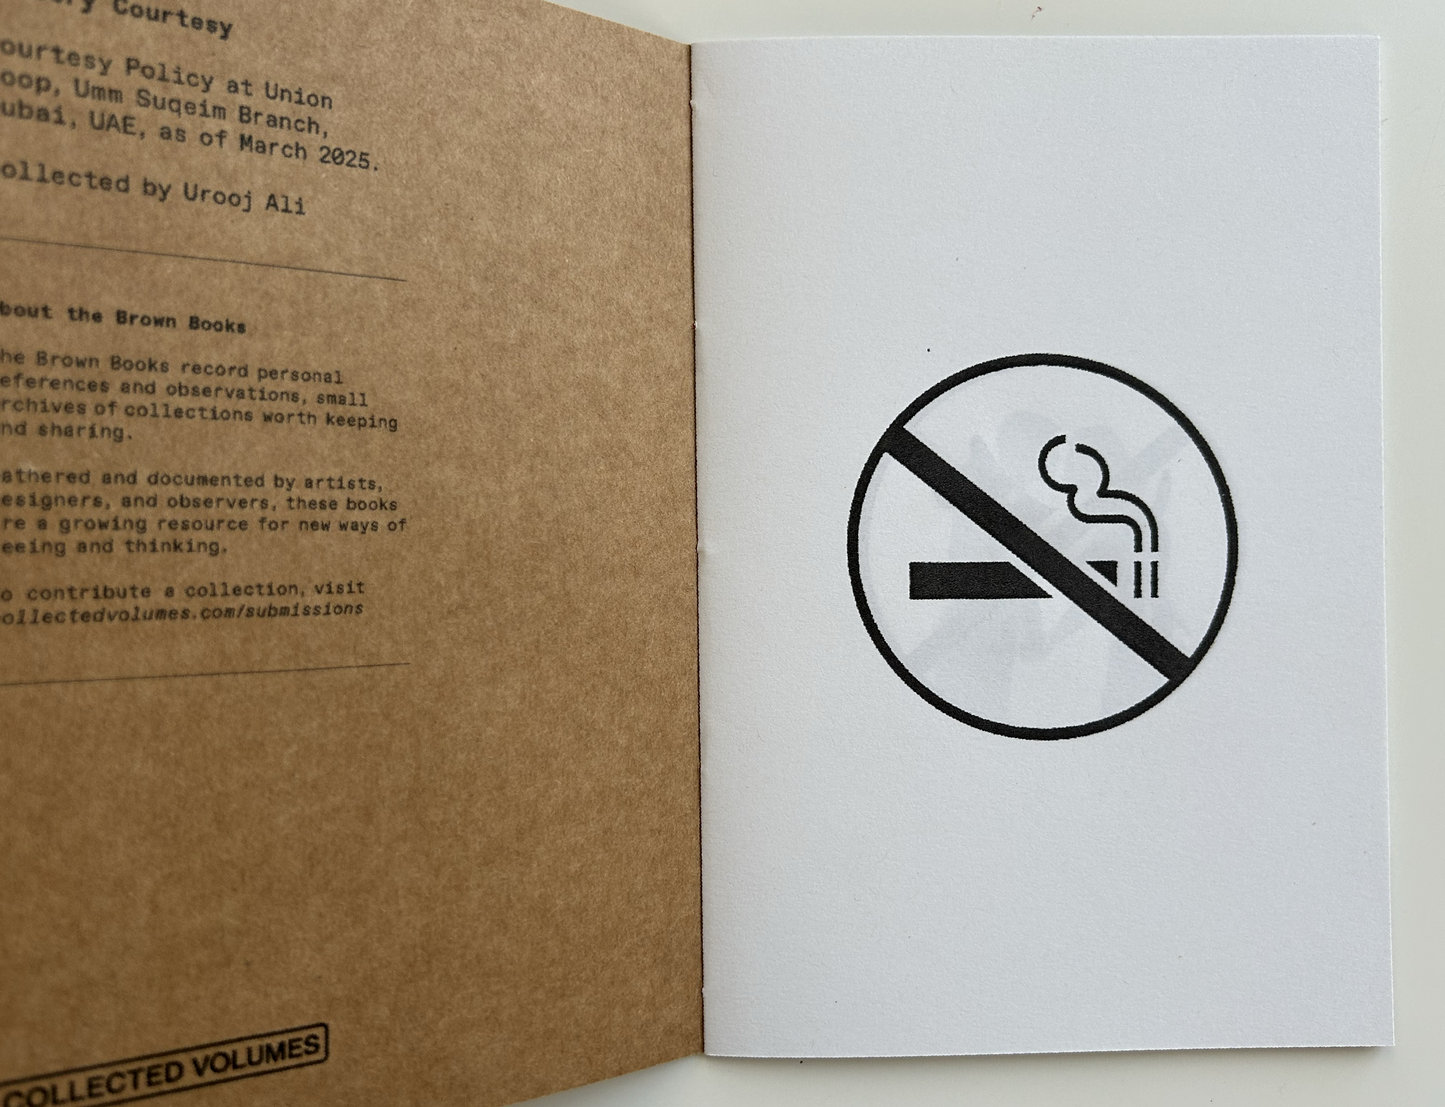 ry Courtesy
ourtesy Policy at Union
oop, Umm Suqeim Branch,
ubai, UAE, as of March 2025.
ollected by Urooj Ali
bout the Brown Books
he Brown Books record personal
eferences and observations, small
rchives of collections worth keeping
nd sharing.
athered and documented by artists,
esigners, and observers, these books
re a growing resource for new ways of
eeing and thinking.
o contribute a collection, visit
ollectedvolumes.com/submissions
COLLECTED VOLUMES